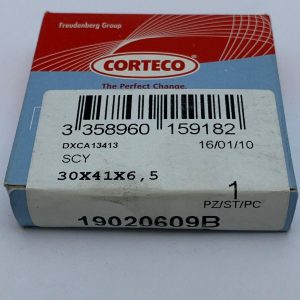 Freudenberg Group
CORTECO
The Perfect Change.
3 358960 159182
DXCA13413 16/01/10
SCY
30X41X6,5
1
PZ/ST/PC
19020609B